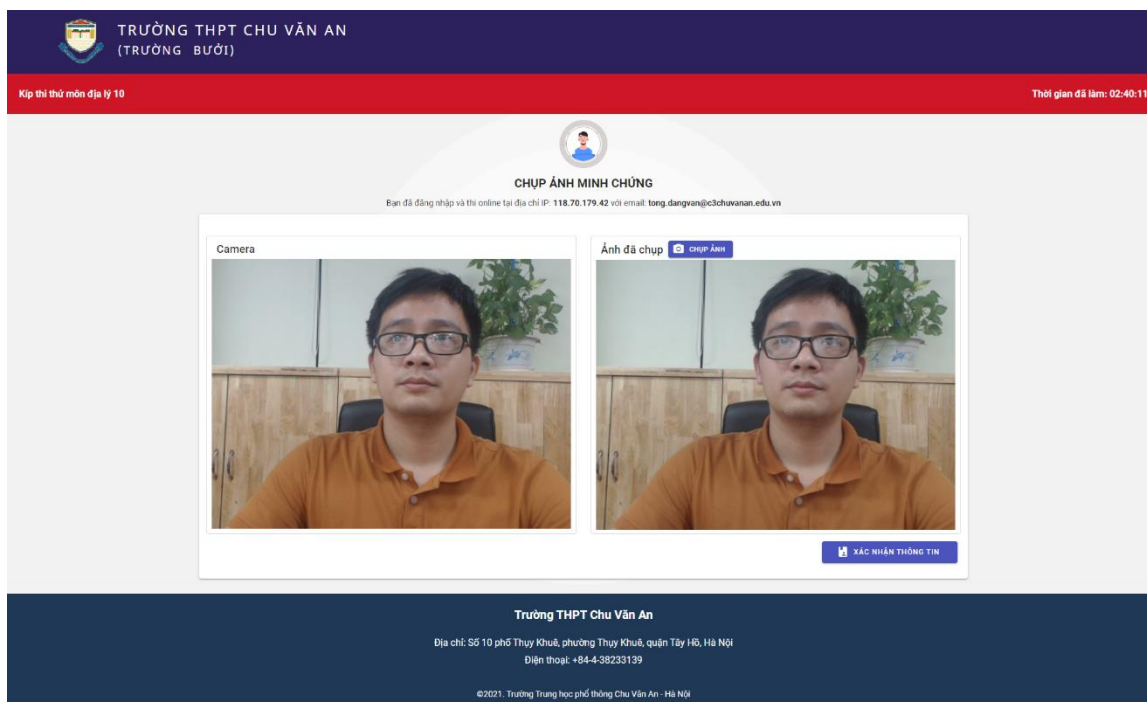 TRƯỜNG THPT CHU VĂN AN
(TRƯỜNG BƯỞI)
Kíp thi thử môn địa lý 10
Thời gian đã làm: 02:40:11
CHỤP ẢNH MINH CHỨNG
Bạn đã đăng nhập và thi online tại địa chỉ IP: 118.70.179.42 với email: tong.dangvan@c3chuvanan.edu.vn
Camera
Ảnh đã chụp CHỤP ẢNH
XÁC NHẬN THÔNG TIN
Trường THPT Chu Văn An
Địa chỉ: Số 10 phố Thụy Khuê, phường Thụy Khuê, quận Tây Hồ, Hà Nội
Điện thoại: +84-4-38233139
©2021. Trường Trung học phổ thông Chu Văn An - Hà Nội